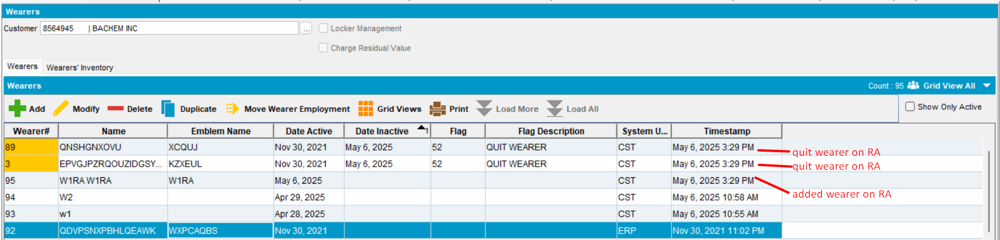 Wearers
Customer 8564945 | BACHEM INC ... Locker Management
Charge Residual Value
Wearers Wearers' Inventory
Wearers Count : 95 Grid View All
Add Modify Delete Duplicate Move Wearer Employment Grid Views Print Load More Load All Show Only Active
Wearer# Name Emblem Name Date Active Date Inactive 1 Flag Flag Description System U... Timestamp
89 QNSHGNXOVU XCQUJ Nov 30, 2021 May 6, 2025 52 QUIT WEARER CST May 6, 2025 3:29 PM quit wearer on RA
3 EPVGJPZRQOUZIDGSY... KZXEUL Nov 30, 2021 May 6, 2025 52 QUIT WEARER CST May 6, 2025 3:29 PM quit wearer on RA
95 W1RA W1RA W1RA May 6, 2025 CST May 6, 2025 3:29 PM added wearer on RA
94 W2 Apr 29, 2025 CST May 6, 2025 10:58 AM
93 w1 Apr 28, 2025 CST May 6, 2025 10:55 AM
92 QDVPSNXPBHLQEAWK WXPCAQBS Nov 30, 2021 ERP Nov 30, 2021 11:02 PM